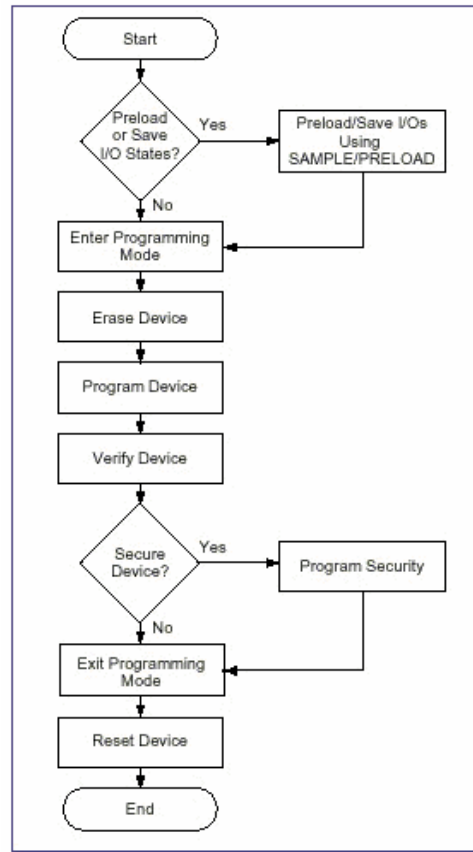 Start
Preload
or Save
I/O States?
Yes
Preload/Save I/Os
Using
SAMPLE/PRELOAD
No
Enter Programming
Mode
Erase Device
Program Device
Verify Device
Secure
Device?
Yes
Program Security
No
Exit Programming
Mode
Reset Device
End